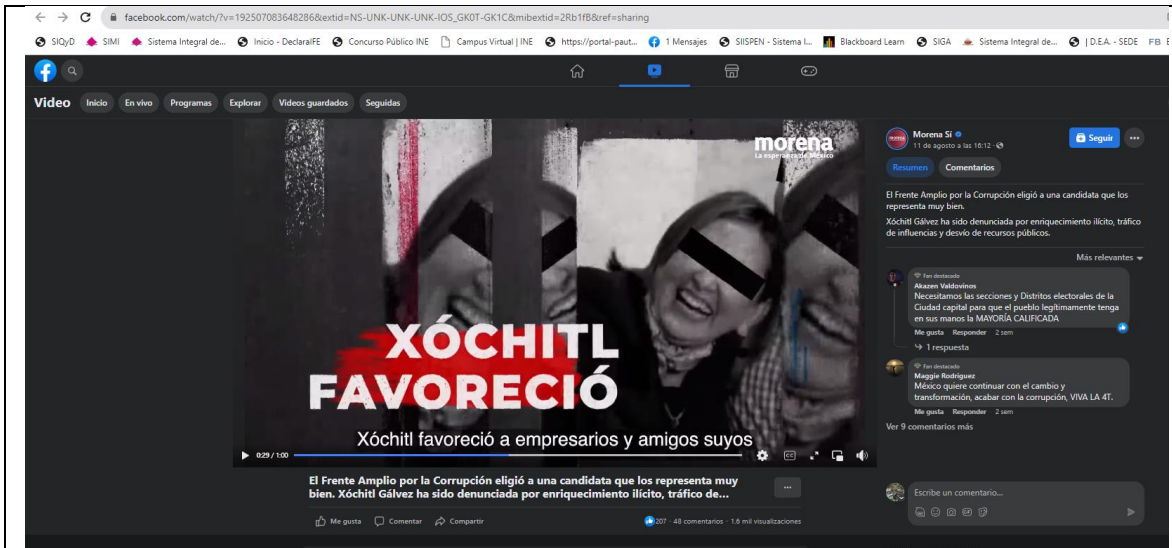 facebook.com/watch/?v=192507083648286&extid=NS-UNK-UNK-UNK-IOS_GK0T-GK1C&mibextid=2Rb1fB&ref=sharing
SIQyD SIMI Sistema Integral de... Inicio - DeclaraIFE Concurso Público INE Campus Virtual | INE https://portal-paut... 1 Mensajes SIISPEN - Sistema I... Blackboard Learn SIGA Sistema Integral de... | D.E.A. - SEDE FB
Video Inicio En vivo Programas Explorar Videos guardados Seguidas
morena
La esperanza de México
XÓCHITL
FAVORECIÓ
Xóchitl favoreció a empresarios y amigos suyos
0:29 / 1:00
El Frente Amplio por la Corrupción eligió a una candidata que los representa muy
bien. Xóchitl Gálvez ha sido denunciada por enriquecimiento ilícito, tráfico de...
Me gusta Comentar Compartir 207 · 48 comentarios · 1.6 mil visualizaciones
Morena Sí
11 de agosto a las 16:12 ·
Seguir
Resumen Comentarios
El Frente Amplio por la Corrupción eligió a una candidata que los
representa muy bien.
Xóchitl Gálvez ha sido denunciada por enriquecimiento ilícito, tráfico
de influencias y desvío de recursos públicos.
Más relevantes
Fan destacado
Akazen Valdovinos
Necesitamos las secciones y Distritos electorales de la
Ciudad capital para que el pueblo legítimamente tenga
en sus manos la MAYORÍA CALIFICADA
Me gusta Responder 2 sem
1 respuesta
Fan destacado
Maggie Rodriguez
México quiere continuar con el cambio y
transformación, acabar con la corrupción, VIVA LA 4T.
Me gusta Responder 2 sem
Ver 9 comentarios más
Escribe un comentario...